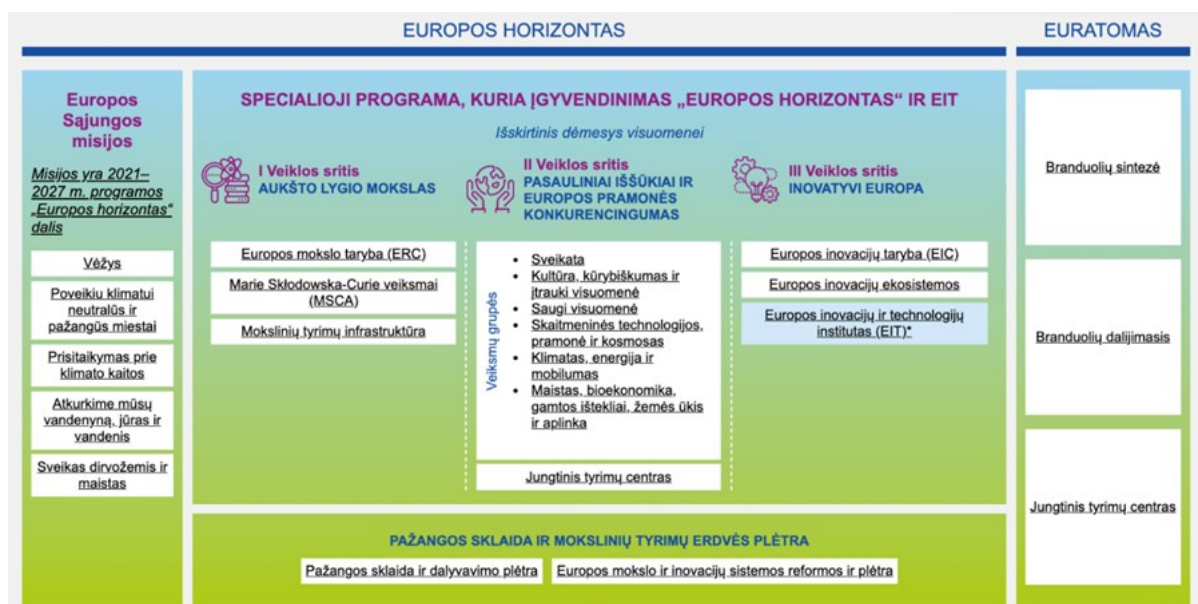 EUROPOS HORIZONTAS
EURATOMAS
Europos
Sąjungos
misijos
Misijos yra 2021–
2027 m. programos
„Europos horizontas“
dalis
Vėžys
Poveikiu klimatui
neutralūs ir
pažangūs miestai
Prisitaikymas prie
klimato kaitos
Atkurkime mūsų
vandenyną, jūras ir
vandenis
Sveikas dirvožemis ir
maistas
SPECIALIOJI PROGRAMA, KURIA ĮGYVENDINIMAS „EUROPOS HORIZONTAS“ IR EIT
Išskirtinis dėmesys visuomenei
I Veiklos sritis
AUKŠTO LYGIO MOKSLAS
Europos mokslo taryba (ERC)
Marie Skłodowska-Curie veiksmai
(MSCA)
Mokslinių tyrimų infrastruktūra
II Veiklos sritis
PASAULINIAI IŠŠŪKIAI IR
EUROPOS PRAMONĖS
KONKURENCINGUMAS
Veiksmų grupės
• Sveikata
• Kultūra, kūrybiškumas ir
įtrauki visuomenė
• Saugi visuomenė
• Skaitmeninės technologijos,
pramonė ir kosmosas
• Klimatas, energija ir
mobilumas
• Maistas, bioekonomika,
gamtos ištekliai, žemės ūkis
ir aplinka
Jungtinis tyrimų centras
III Veiklos sritis
INOVATYVI EUROPA
Europos inovacijų taryba (EIC)
Europos inovacijų ekosistemos
Europos inovacijų ir technologijų
institutas (EIT)*
PAŽANGOS SKLAIDA IR MOKSLINIŲ TYRIMŲ ERDVĖS PLĖTRA
Pažangos sklaida ir dalyvavimo plėtra
Europos mokslo ir inovacijų sistemos reformos ir plėtra
Branduolių sintezė
Branduolių dalijimasis
Jungtinis tyrimų centras